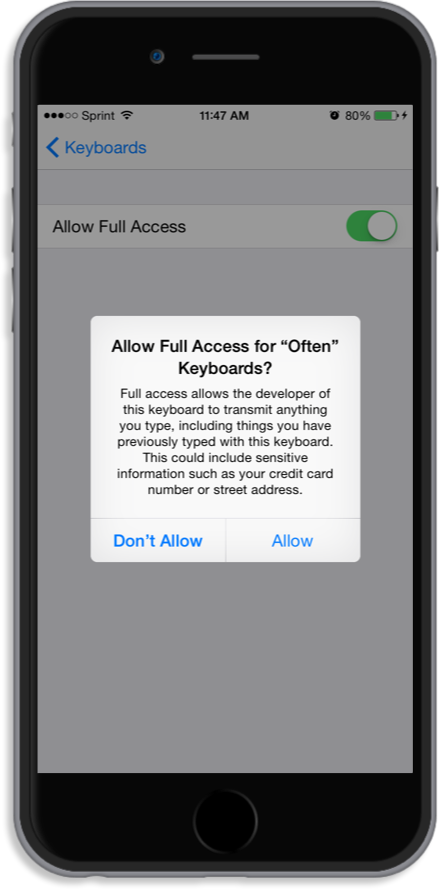 Sprint 11:47 AM 80%
Keyboards
Allow Full Access
Allow Full Access for “Often”
Keyboards?
Full access allows the developer of
this keyboard to transmit anything
you type, including things you have
previously typed with this keyboard.
This could include sensitive
information such as your credit card
number or street address.
Don’t Allow Allow